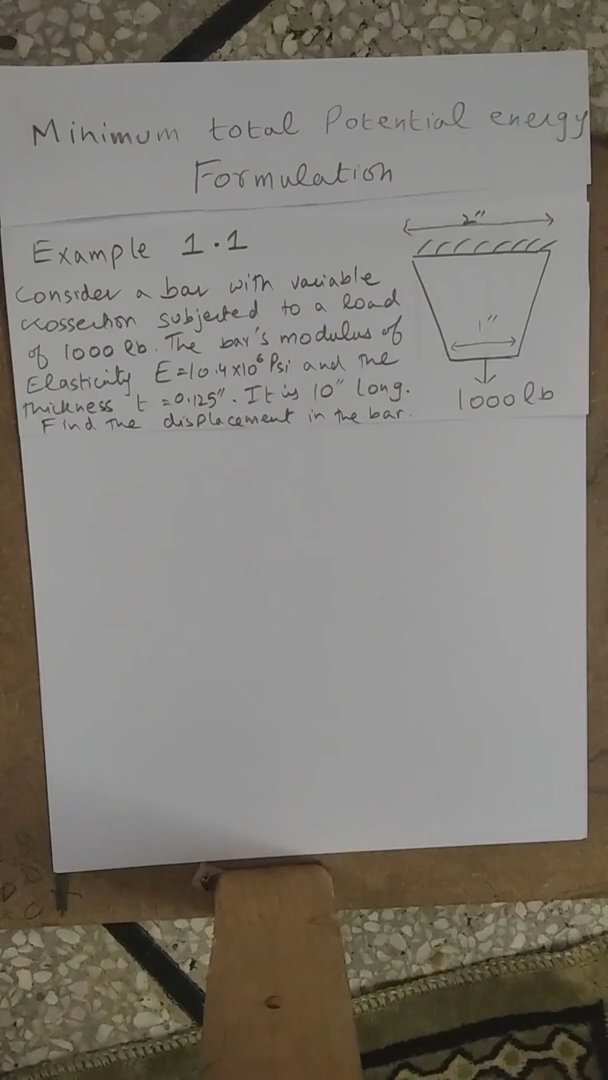 Minimum total Potential energy
Formulation
Example 1.1
Consider a bar with variable
crossection subjected to a load
of 1000 lb. The bar's modulus of
Elasticity E=10.4x10⁶ Psi and the
thickness t =0.125". It is 10" long.
Find the displacement in the bar.
2"
1"
1000 lb